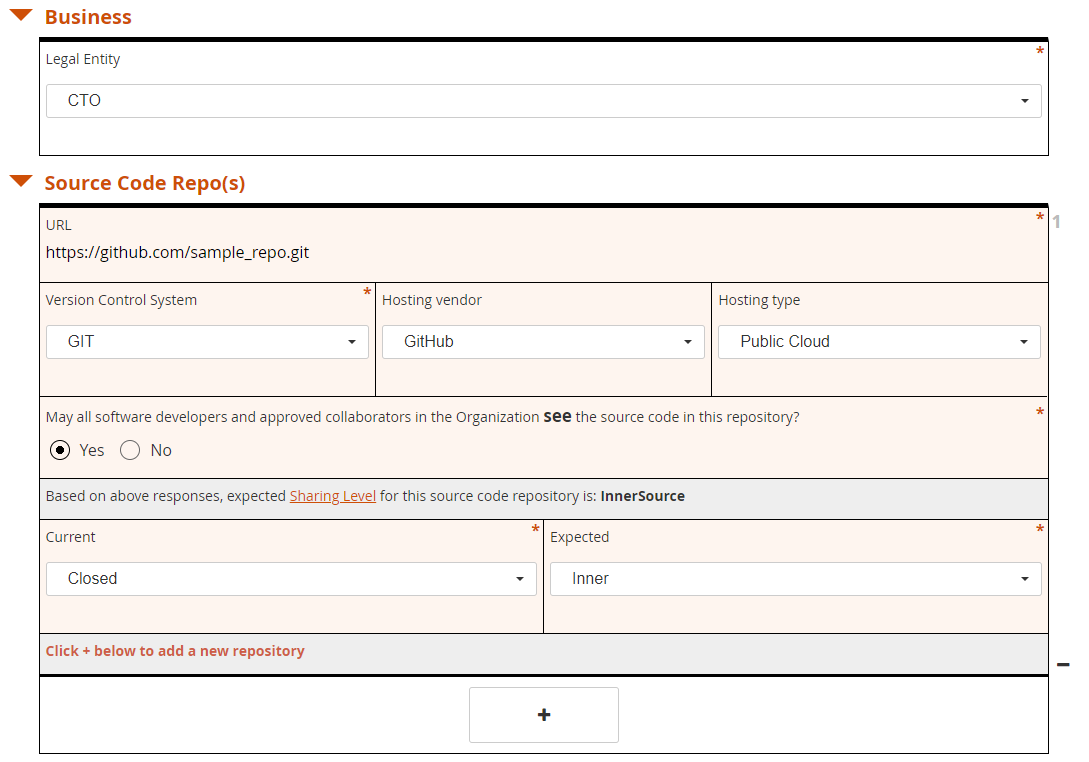 Business
Legal Entity *
CTO
Source Code Repo(s)
URL * 1
https://github.com/sample_repo.git
Version Control System * Hosting vendor Hosting type
GIT GitHub Public Cloud
May all software developers and approved collaborators in the Organization see the source code in this repository? *
Yes No
Based on above responses, expected Sharing Level for this source code repository is: InnerSource
Current * Expected *
Closed Inner
Click + below to add a new repository
+